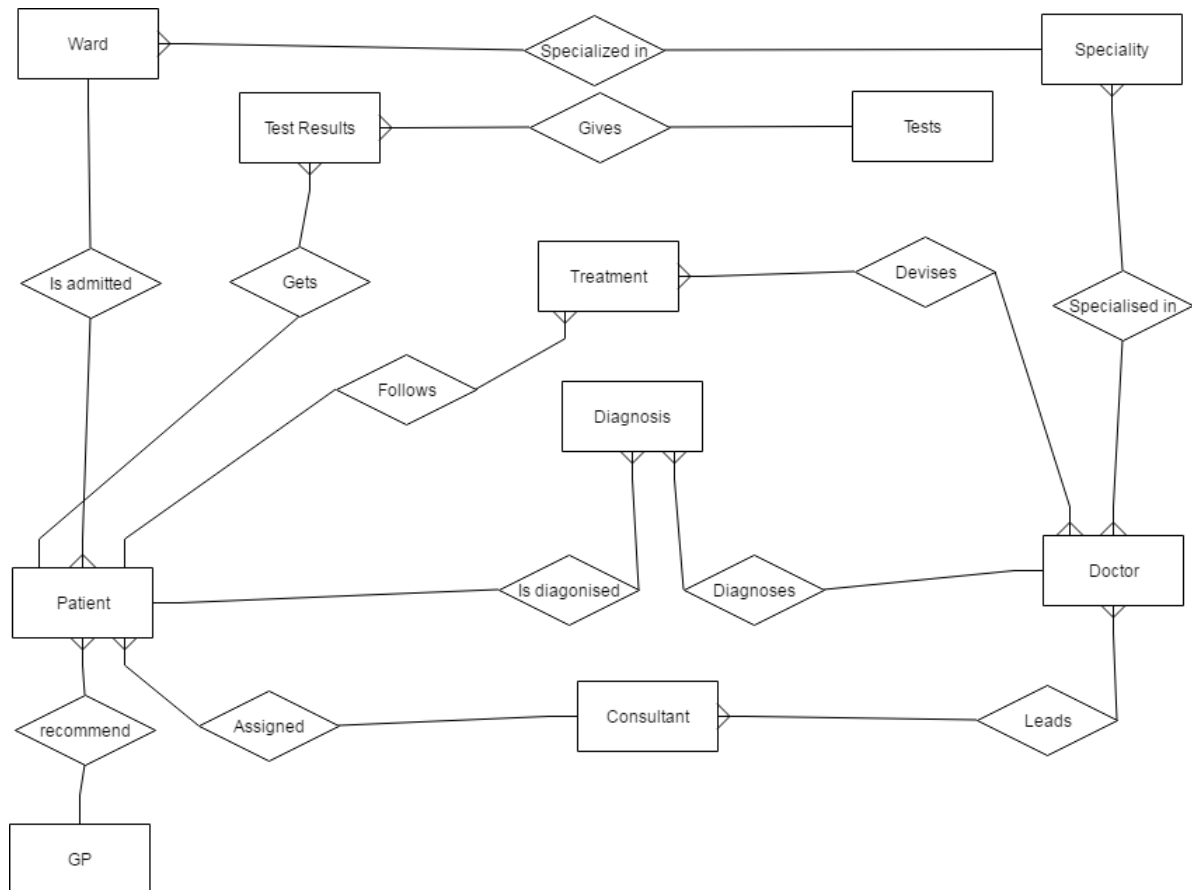 Ward
Specialized in
Speciality
Test Results
Gives
Tests
Is admitted
Gets
Treatment
Devises
Specialised in
Follows
Diagnosis
Patient
Is diagonised
Diagnoses
Doctor
recommend
Assigned
Consultant
Leads
GP